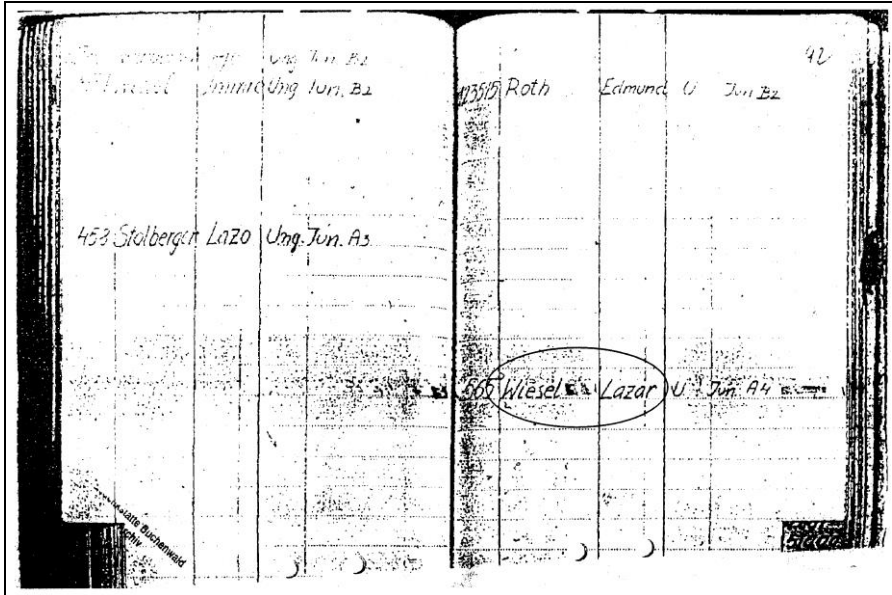 Ung Jun. B2
Ung Jun. B2
453 Stolberger Lazo Ung. Jun. A3
Buchenwald
42
123515 Roth Edmund U Jun B2
565 Wiesel Lazar U Jun A4